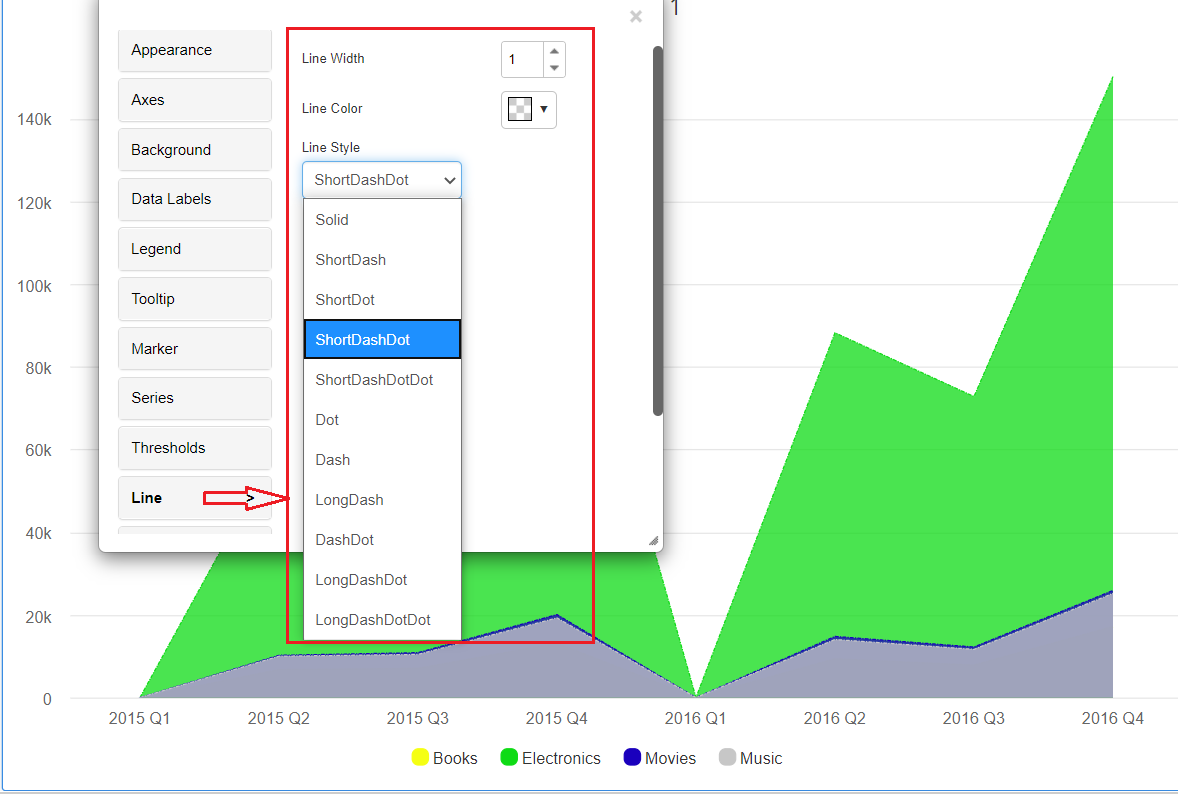 ×
1
Appearance
Axes
Background
Data Labels
Legend
Tooltip
Marker
Series
Thresholds
Line >
Line Width 1
Line Color
Line Style
ShortDashDot
Solid
ShortDash
ShortDot
ShortDashDot
ShortDashDotDot
Dot
Dash
LongDash
DashDot
LongDashDot
LongDashDotDot
140k
120k
100k
80k
60k
40k
20k
0
2015 Q1 2015 Q2 2015 Q3 2015 Q4 2016 Q1 2016 Q2 2016 Q3 2016 Q4
Books Electronics Movies Music